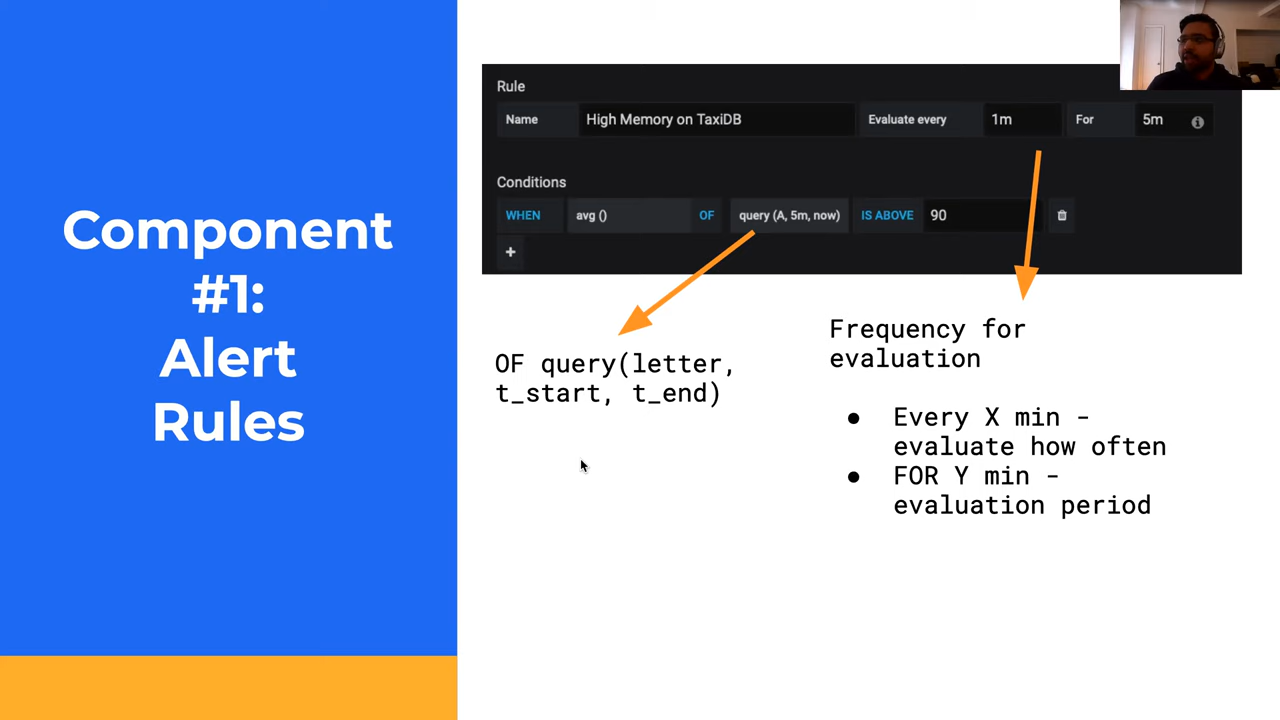 Component
#1:
Alert
Rules
Rule
Name High Memory on TaxiDB Evaluate every 1m For 5m
Conditions
WHEN avg () OF query (A, 5m, now) IS ABOVE 90
+
OF query(letter,
t_start, t_end)
Frequency for
evaluation
● Every X min -
evaluate how often
● FOR Y min -
evaluation period